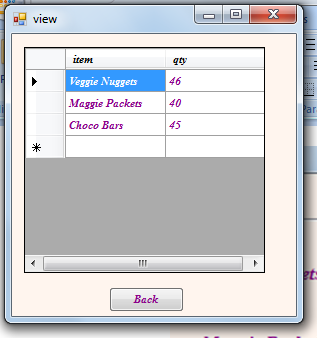 view
item qty
Veggie Nuggets 46
Maggie Packets 40
Choco Bars 45
Back